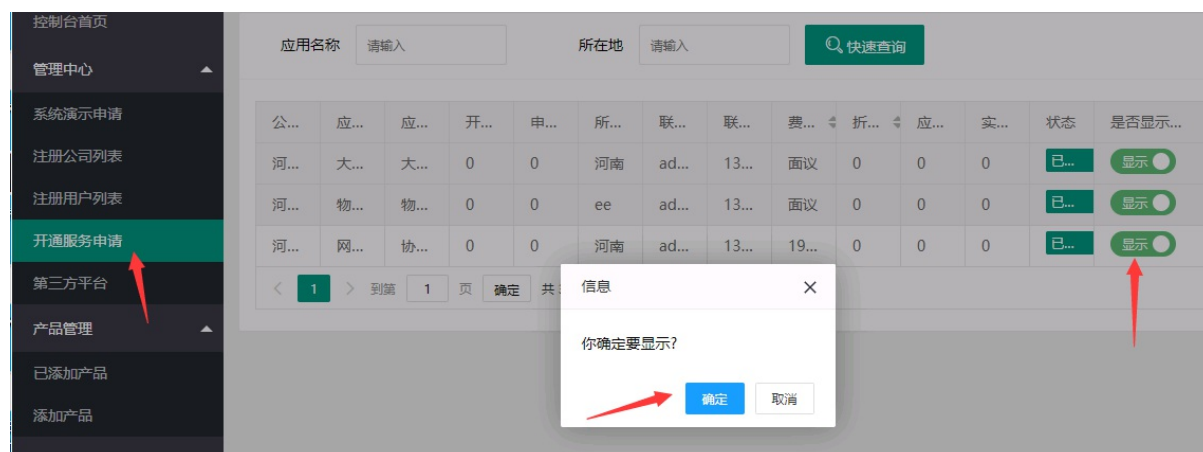 控制台首页
管理中心
系统演示申请
注册公司列表
注册用户列表
开通服务申请
第三方平台
产品管理
已添加产品
添加产品
应用名称 请输入 所在地 请输入 快速查询
公... 应... 应... 开... 申... 所... 联... 联... 费... 折... 应... 实... 状态 是否显示...
河... 大... 大... 0 0 河南 ad... 13... 面议 0 0 0 已... 显示
河... 物... 物... 0 0 ee ad... 13... 面议 0 0 0 已... 显示
河... 网... 协... 0 0 河南 ad... 13... 19... 0 0 0 已... 显示
1 到第 1 页 确定 共
信息
你确定要显示?
确定 取消